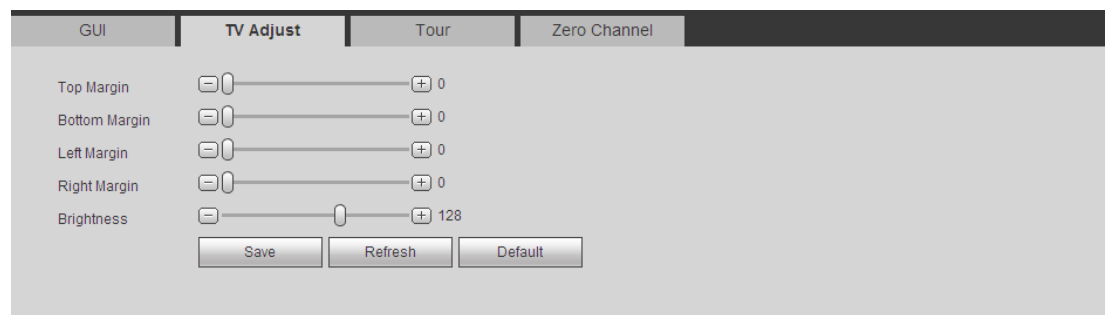 GUI TV Adjust Tour Zero Channel
Top Margin 0
Bottom Margin 0
Left Margin 0
Right Margin 0
Brightness 128
Save Refresh Default